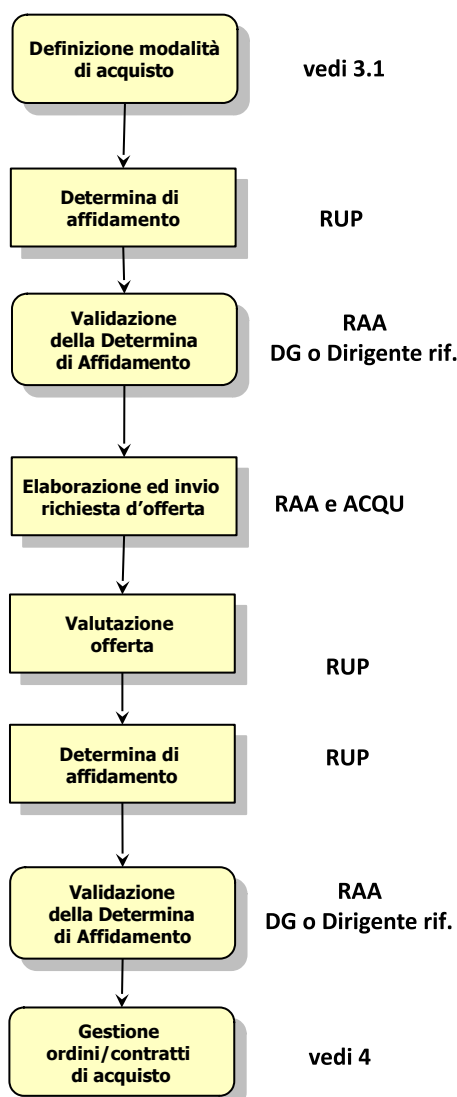 Definizione modalità
di acquisto
vedi 3.1
Determina di
affidamento
RUP
Validazione
della Determina
di Affidamento
RAA
DG o Dirigente rif.
Elaborazione ed invio
richiesta d'offerta
RAA e ACQU
Valutazione
offerta
RUP
Determina di
affidamento
RUP
Validazione
della Determina
di Affidamento
RAA
DG o Dirigente rif.
Gestione
ordini/contratti
di acquisto
vedi 4